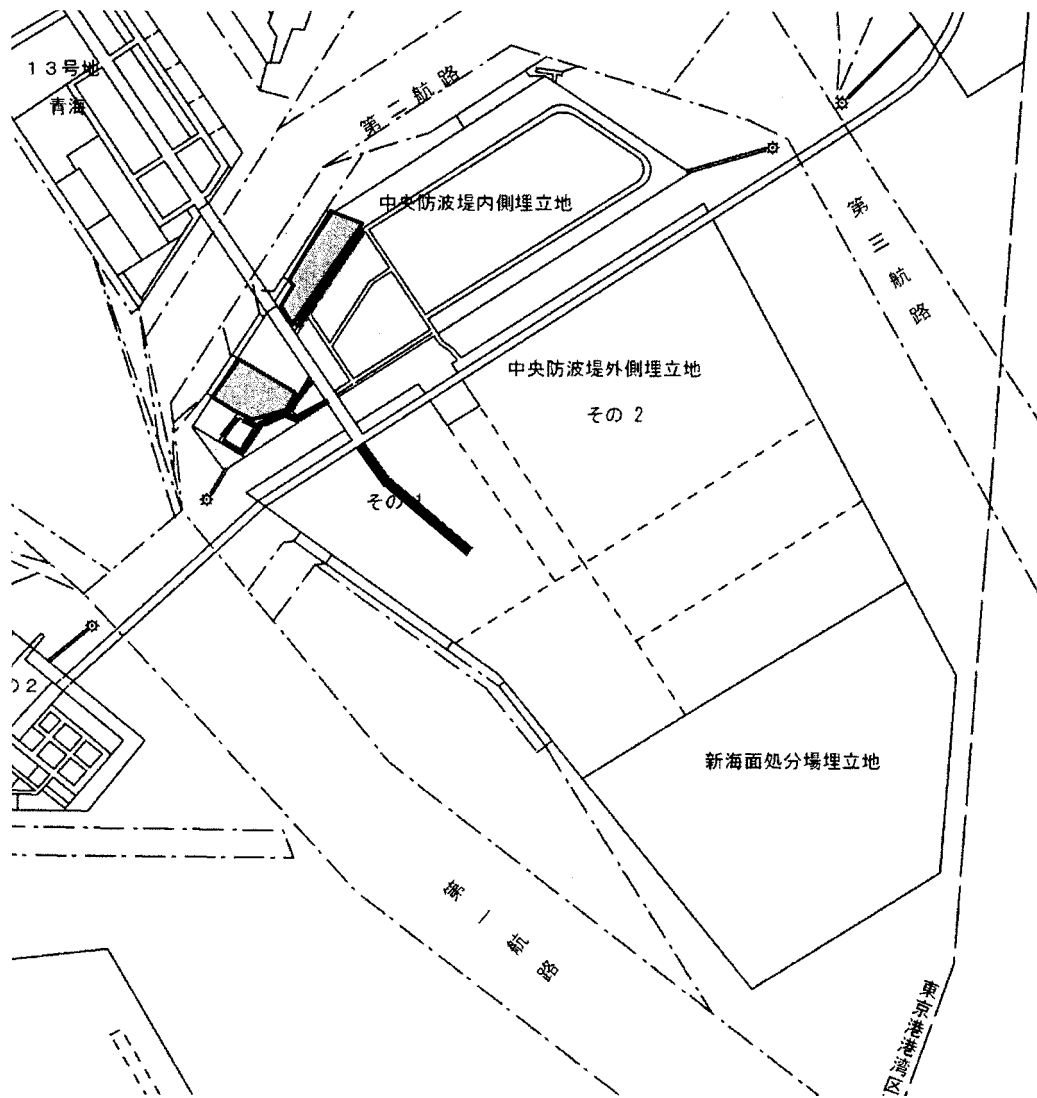 13号地
青海
第二航路
中央防波堤内側埋立地
第三航路
中央防波堤外側埋立地
その 2
その 1
の2
新海面処分場埋立地
第一航路
東京港港湾区